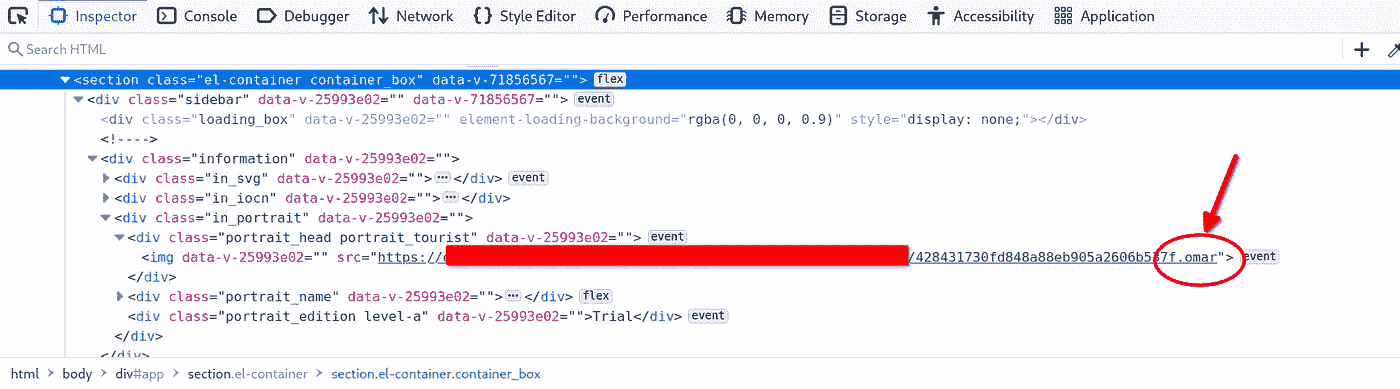 Inspector Console Debugger Network Style Editor Performance Memory Storage Accessibility Application
Search HTML
<section class="el-container container_box" data-v-71856567=""> flex
<div class="sidebar" data-v-25993e02="" data-v-71856567=""> event
<div class="loading_box" data-v-25993e02="" element-loading-background="rgba(0, 0, 0, 0.9)" style="display: none;"></div>
<!---->
<div class="information" data-v-25993e02="">
<div class="in_svg" data-v-25993e02="">⋯</div> event
<div class="in_iocn" data-v-25993e02="">⋯</div>
<div class="in_portrait" data-v-25993e02="">
<div class="portrait_head portrait_tourist" data-v-25993e02=""> event
<img data-v-25993e02="" src="https:// /428431730fd848a88eb905a2606b537f.omar"> event
</div>
<div class="portrait_name" data-v-25993e02="">⋯</div> flex
<div class="portrait_edition level-a" data-v-25993e02="">Trial</div> event
</div>
</div>
html > body > div#app > section.el-container > section.el-container.container_box